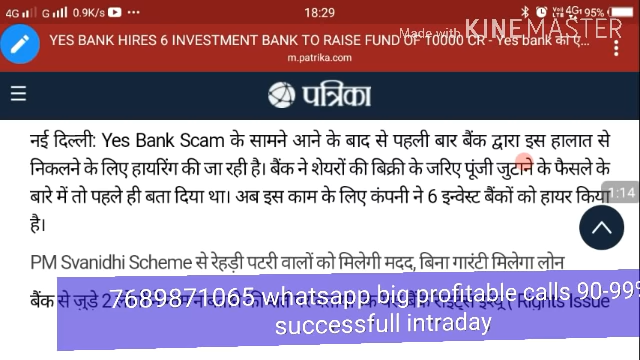 4G G 0.9K/s 18:29 4G 95%
Made with KINEMASTER
YES BANK HIRES 6 INVESTMENT BANK TO RAISE FUND OF 10000 CR - Yes bank को ए...
m.patrika.com
पत्रिका
नई दिल्ली: Yes Bank Scam के सामने आने के बाद से पहली बार बैंक द्वारा इस हालात से
निकलने के लिए हायरिंग की जा रही है। बैंक ने शेयरों की बिक्री के जरिए पूंजी जुटाने के फैसले के
बारे में तो पहले ही बता दिया था। अब इस काम के लिए कंपनी ने 6 इन्वेस्ट बैंकों को हायर किया
1:14
है।
PM Svanidhi Scheme से रेहड़ी पटरी वालों को मिलेगी मदद, बिना गारंटी मिलेगा लोन
बैंक से जुड़े 2 Rights Issue
7689871065 whatsapp big profitable calls 90-99%
successfull intraday